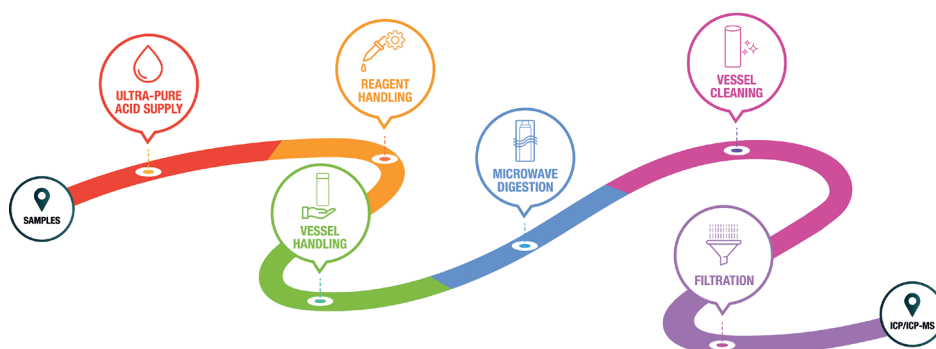 SAMPLES
ULTRA-PURE
ACID SUPPLY
REAGENT
HANDLING
VESSEL
HANDLING
MICROWAVE
DIGESTION
VESSEL
CLEANING
FILTRATION
ICP/ICP-MS